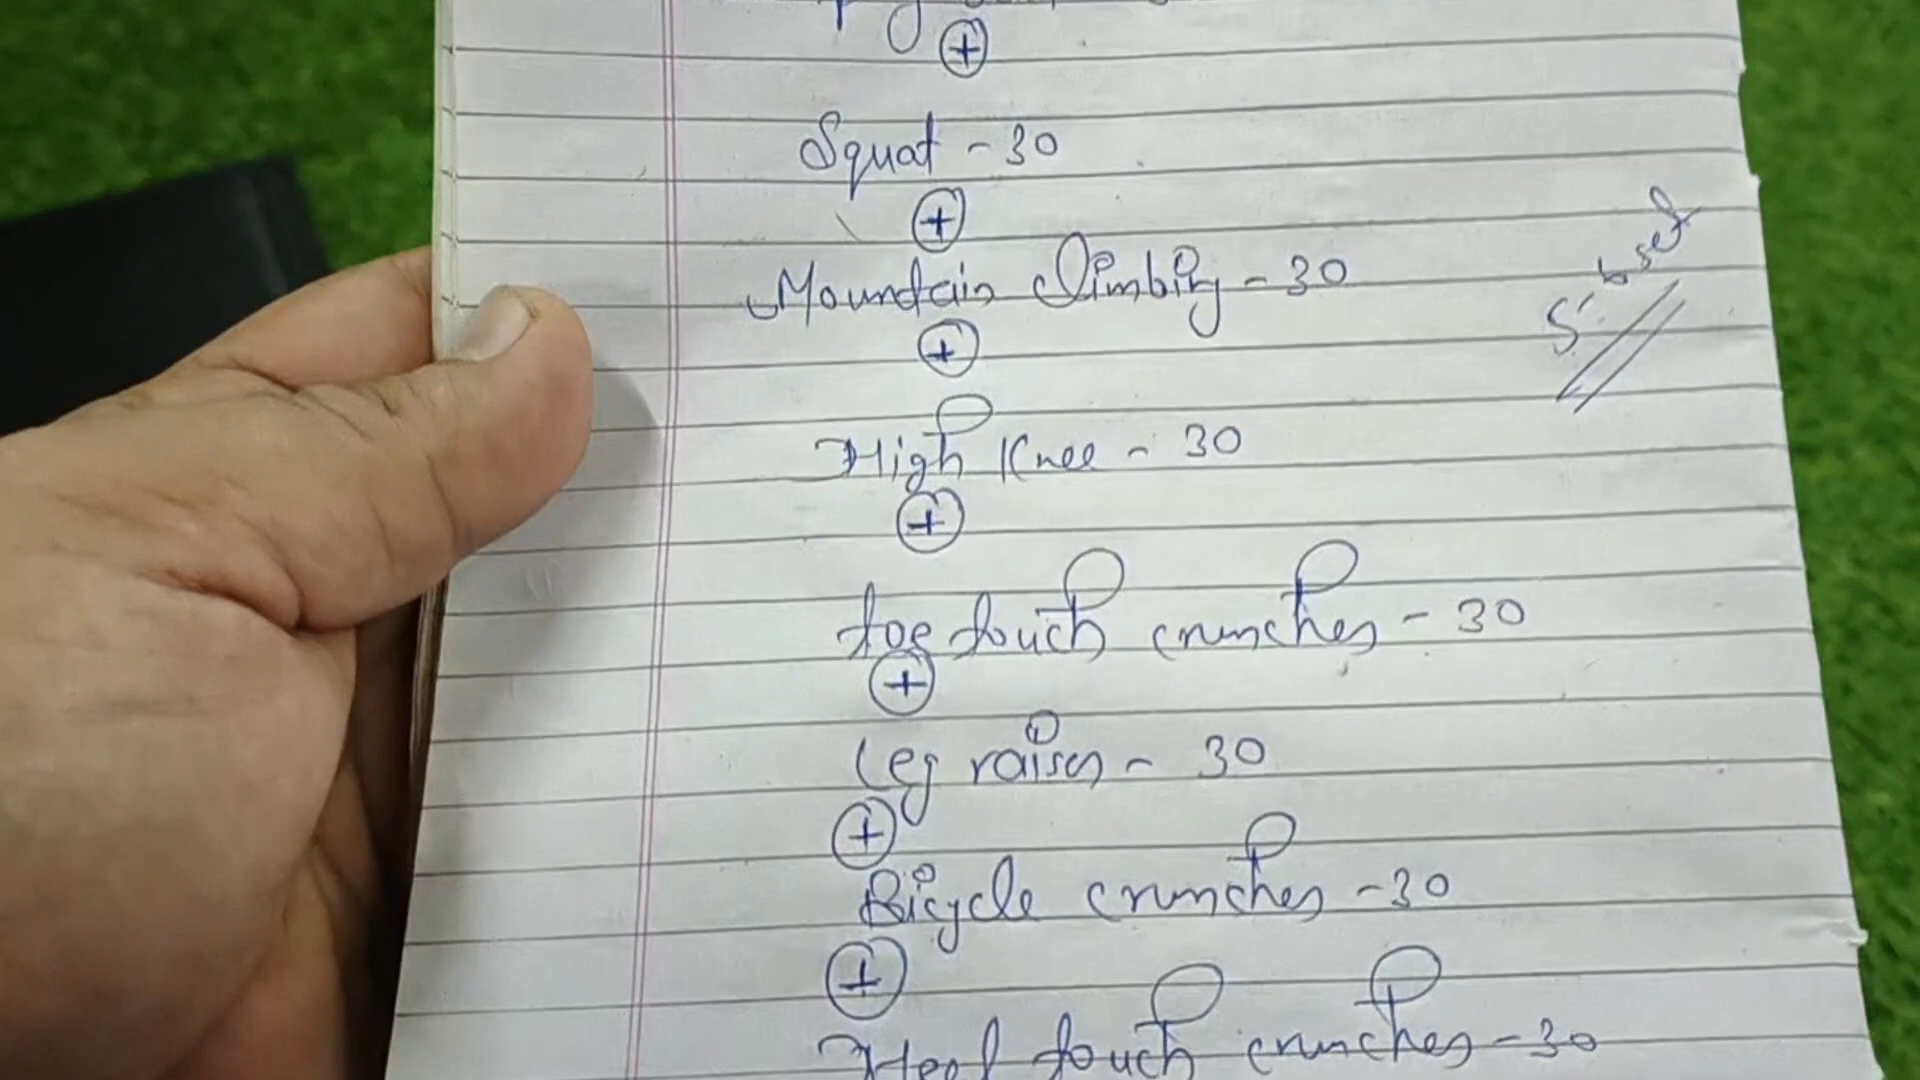 +
Squat - 30
+
Mountain Climbing - 30
+
High Knee - 30
+
toe touch crunches - 30
+
Leg raises - 30
+
Bicycle crunches - 30
+
Heel touch crunches - 30
5 set